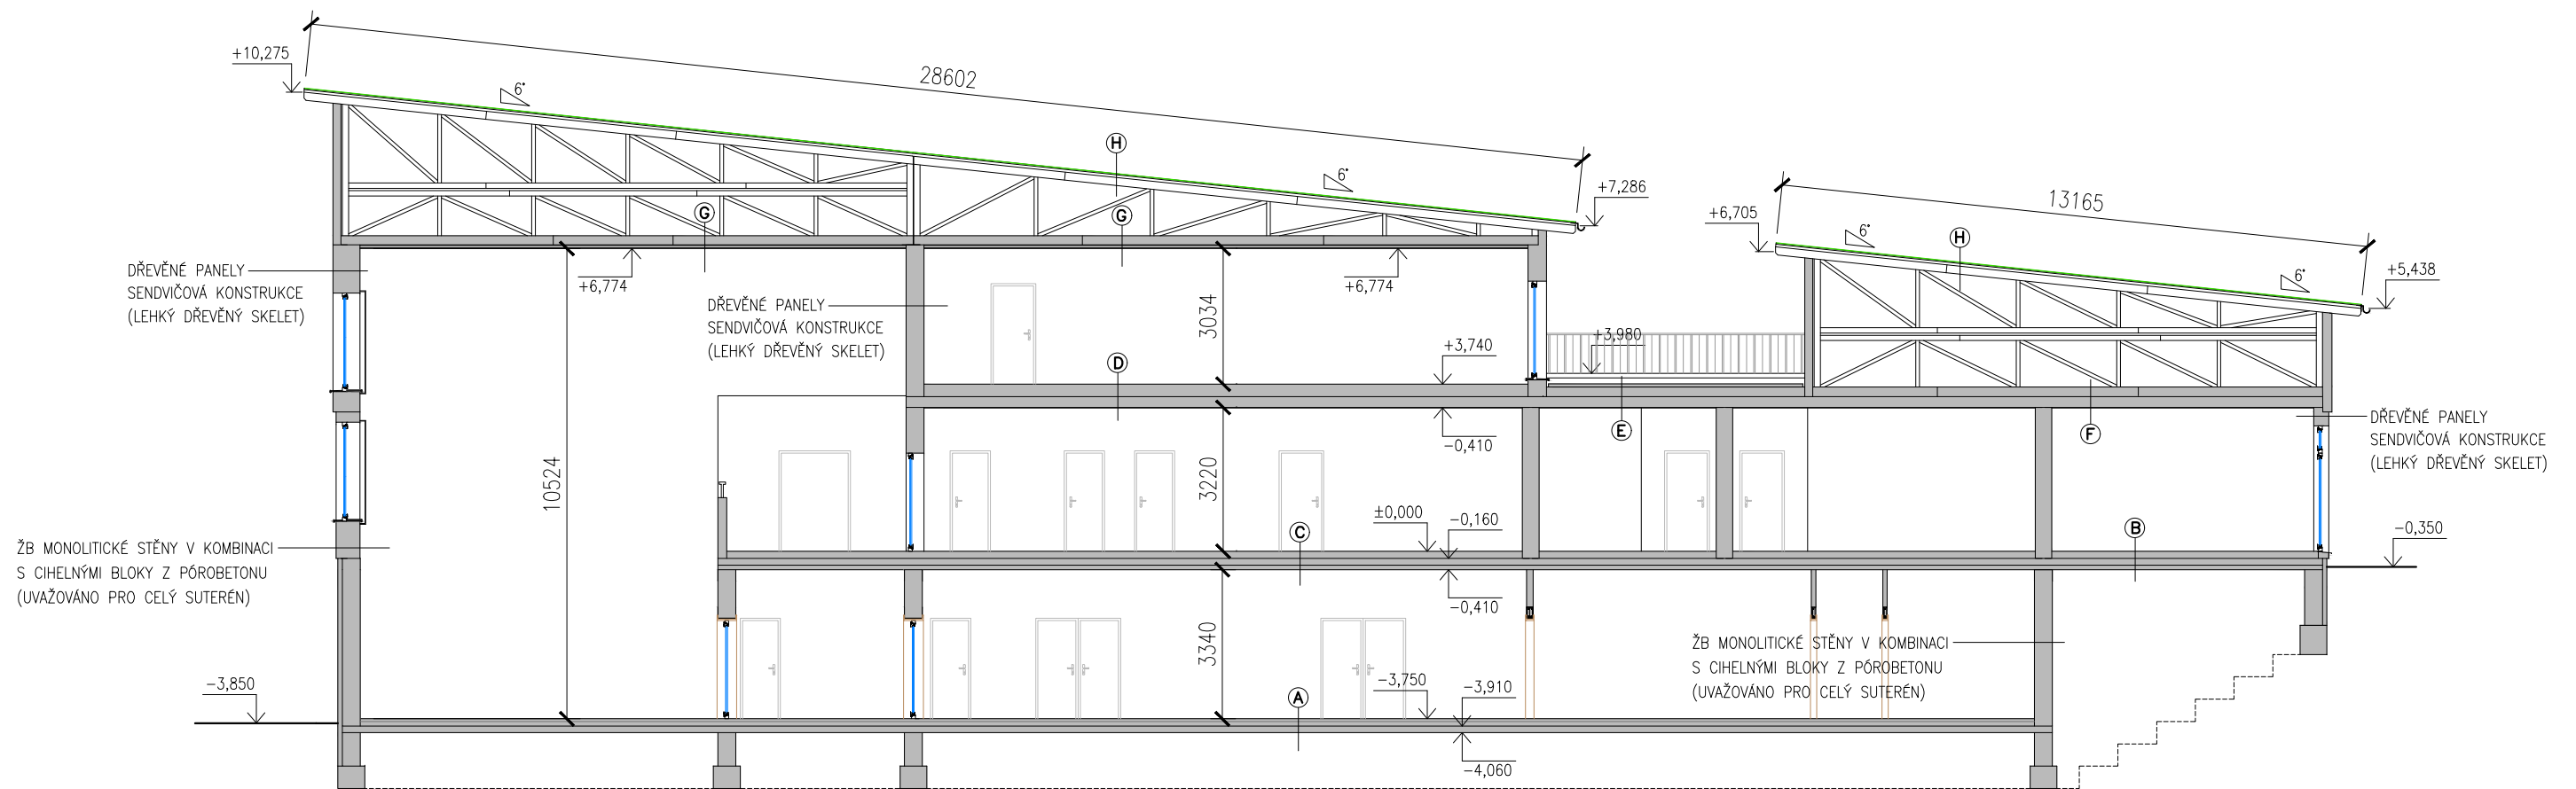 +10,275
6°
28602
H
6°
+7,286
G
G
+6,705
6°
13165
H
6°
+5,438
DŘEVĚNÉ PANELY
SENDVIČOVÁ KONSTRUKCE
(LEHKÝ DŘEVĚNÝ SKELET)
+6,774
+6,774
DŘEVĚNÉ PANELY
SENDVIČOVÁ KONSTRUKCE
(LEHKÝ DŘEVĚNÝ SKELET)
3034
+3,740
+3,980
D
E
F
-0,410
DŘEVĚNÉ PANELY
SENDVIČOVÁ KONSTRUKCE
(LEHKÝ DŘEVĚNÝ SKELET)
10524
3220
±0,000
-0,160
C
B
-0,350
ŽB MONOLITICKÉ STĚNY V KOMBINACI
S CIHELNÝMI BLOKY Z PÓROBETONU
(UVAŽOVÁNO PRO CELÝ SUTERÉN)
-0,410
3340
ŽB MONOLITICKÉ STĚNY V KOMBINACI
S CIHELNÝMI BLOKY Z PÓROBETONU
(UVAŽOVÁNO PRO CELÝ SUTERÉN)
-3,850
A
-3,750
-3,910
-4,060